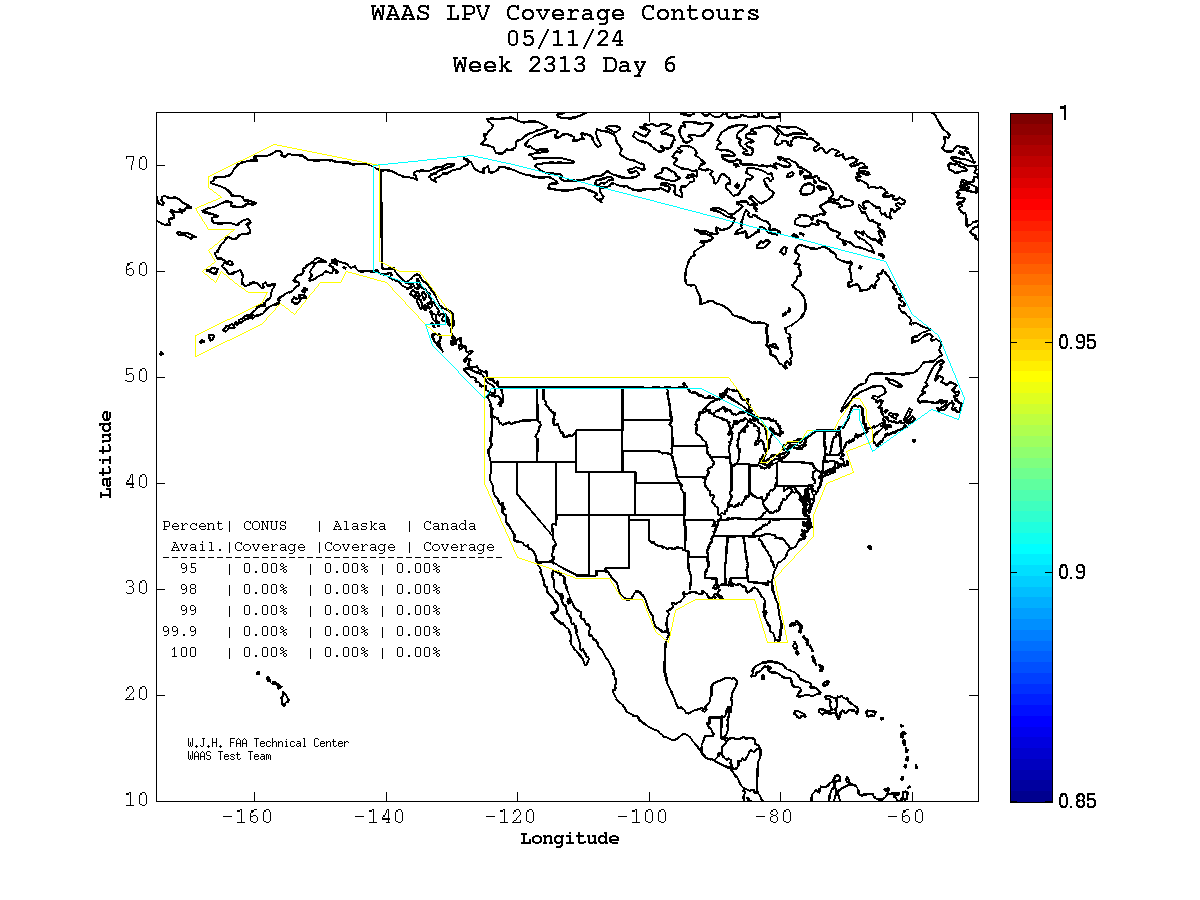 WAAS LPV Coverage Contours
05/11/24
Week 2313 Day 6
1
0.95
0.9
0.85
70
60
50
40
30
20
10
Latitude
Percent| CONUS | Alaska | Canada
Avail.|Coverage |Coverage | Coverage
95 | 0.00% | 0.00% | 0.00%
98 | 0.00% | 0.00% | 0.00%
99 | 0.00% | 0.00% | 0.00%
99.9 | 0.00% | 0.00% | 0.00%
100 | 0.00% | 0.00% | 0.00%
W.J.H. FAA Technical Center
WAAS Test Team
-160 -140 -120 -100 -80 -60
Longitude